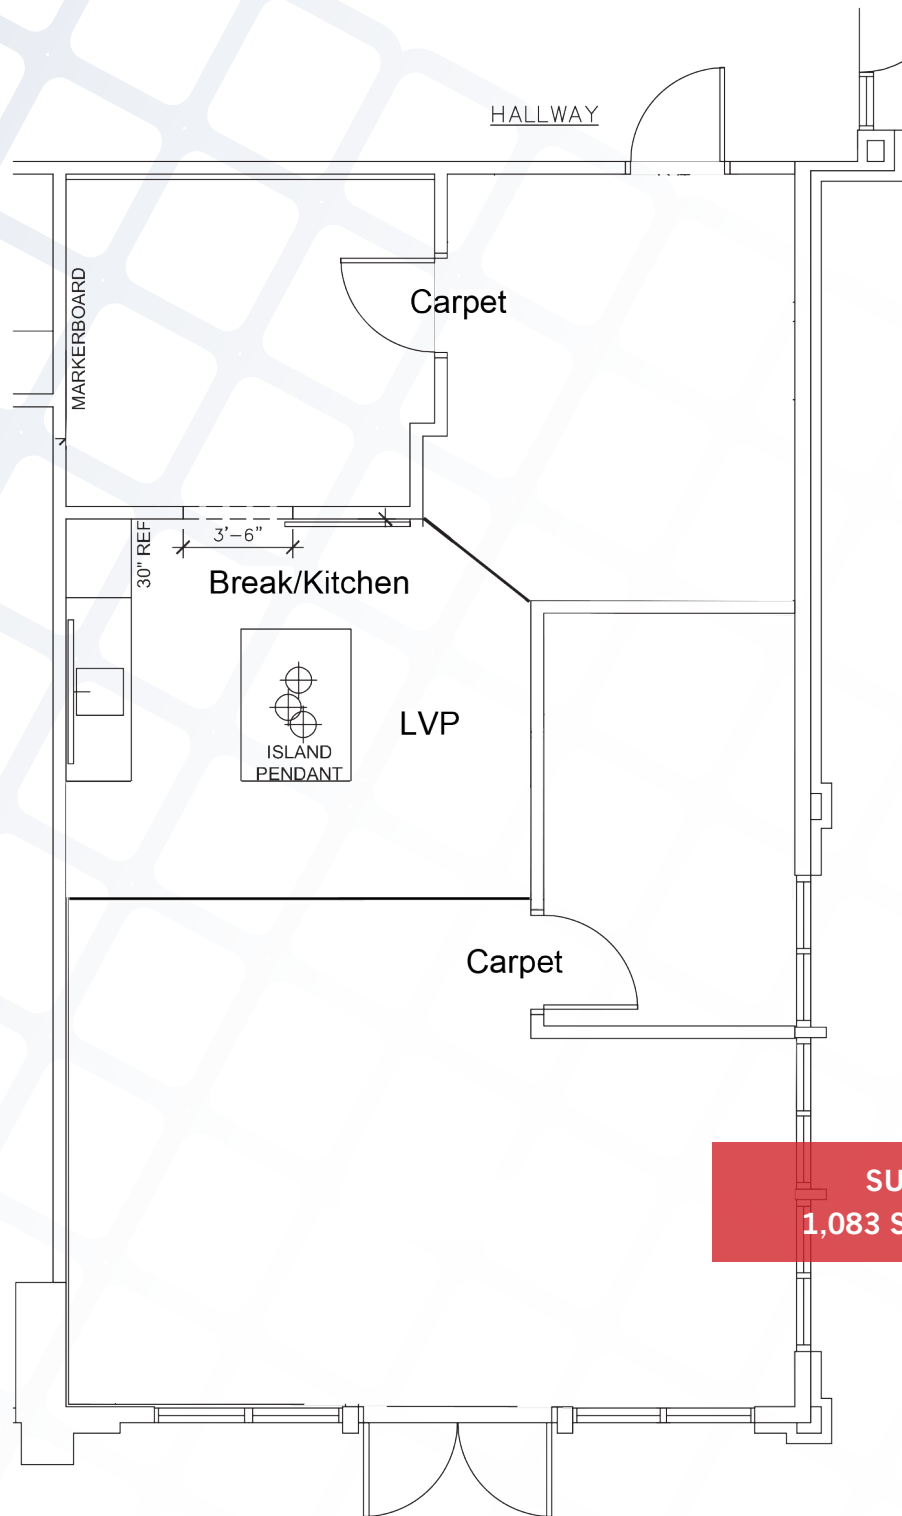 HALLWAY
MARKERBOARD
Carpet
3'-6"
30" REF
Break/Kitchen
LVP
ISLAND
PENDANT
Carpet
SU
1,083 S